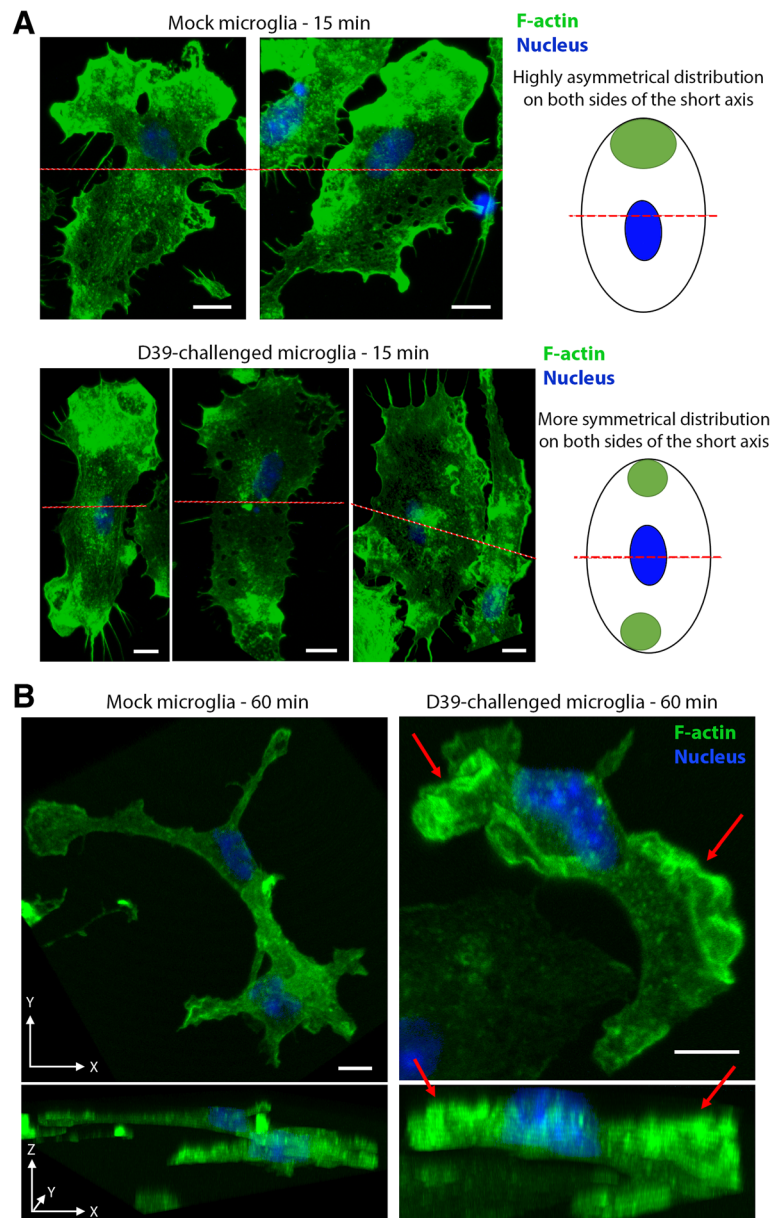 A
Mock microglia - 15 min
F-actin
Nucleus
Highly asymmetrical distribution
on both sides of the short axis
D39-challenged microglia - 15 min
F-actin
Nucleus
More symmetrical distribution
on both sides of the short axis
B
Mock microglia - 60 min
D39-challenged microglia - 60 min
F-actin
Nucleus
Y
X
Z
Y
X